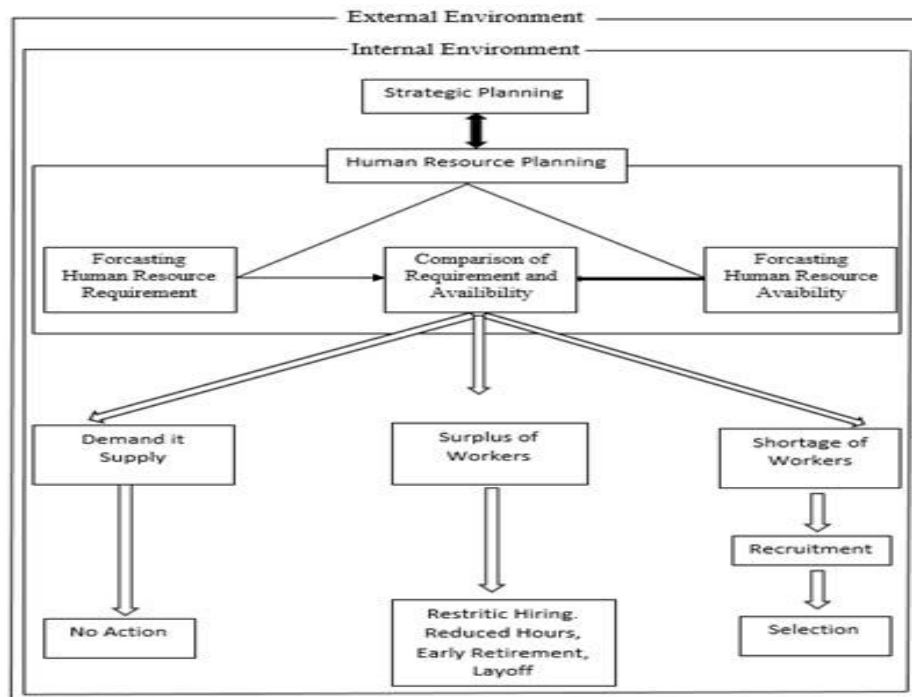 External Environment
Internal Environment
Strategic Planning
Human Resource Planning
Forcasting
Human Resource
Requirement
Comparison of
Requirement and
Availibility
Forcasting
Human Resource
Avaibility
Demand it
Supply
Surplus of
Workers
Shortage of
Workers
Recruitment
No Action
Restritic Hiring.
Reduced Hours,
Early Retirement,
Layoff
Selection